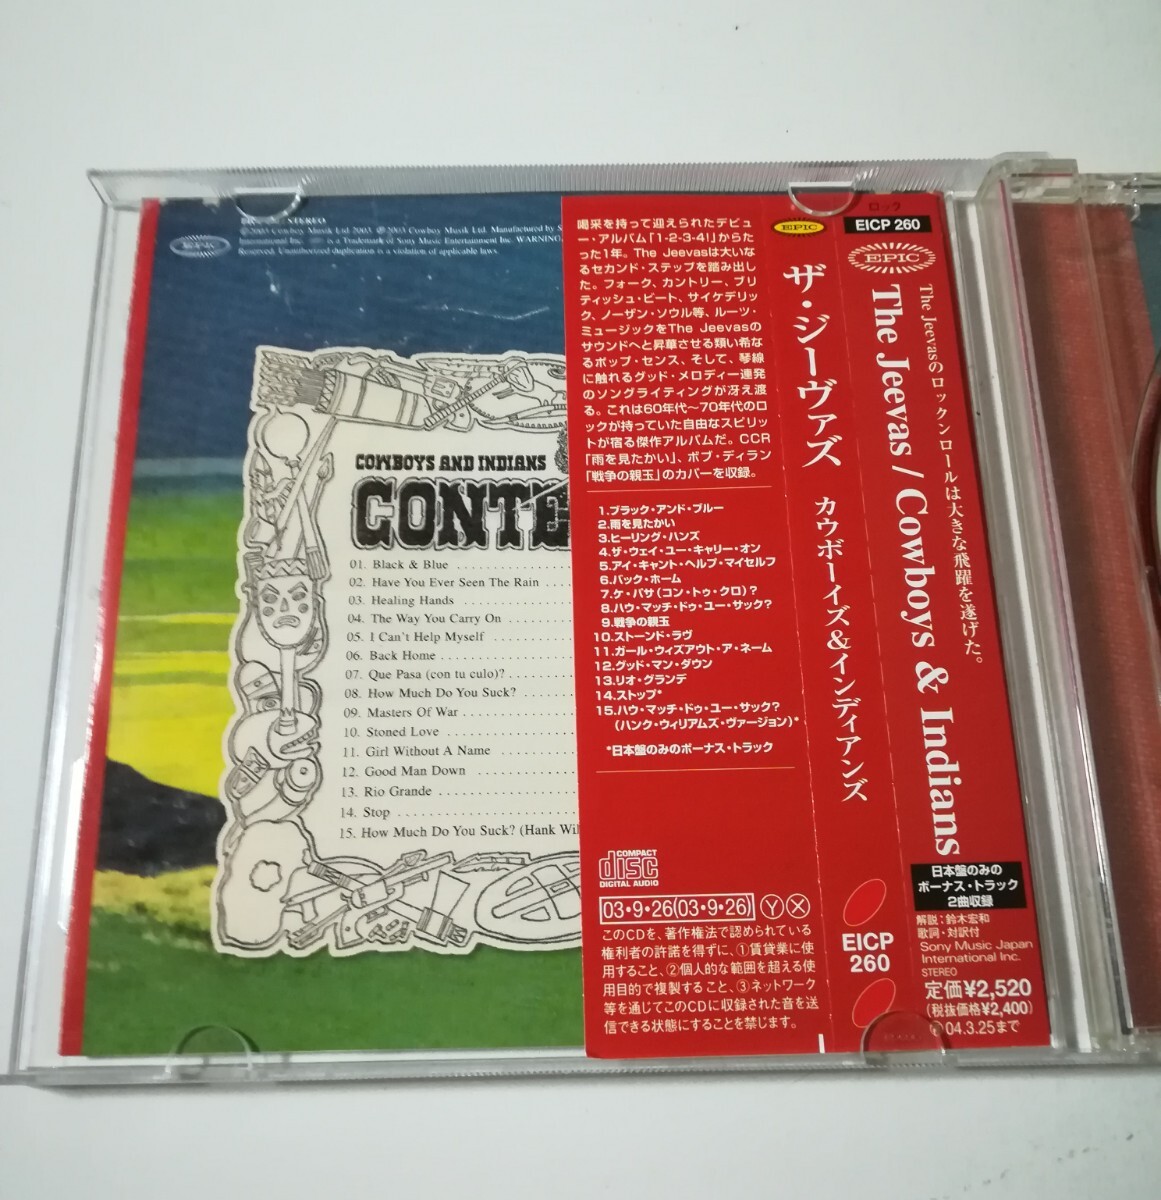 STEREO
℗2003 Cowboy Musik Ltd 2003 ℗ 2003 Cowboy Musik Ltd. Manufactured by S
International Inc. is a Trademark of Sony Music Entertainment Inc. WARNING.
Reserved. Unauthorized duplication is a violation of applicable laws.
EPIC
COWBOYS AND INDIANS
CONTE
01. Black & Blue
02. Have You Ever Seen The Rain
03. Healing Hands
04. The Way You Carry On
05. I Can't Help Myself
06. Back Home
07. Que Pasa (con tu culo)?
08. How Much Do You Suck?
09. Masters Of War
10. Stoned Love
11. Girl Without A Name
12. Good Man Down
13. Rio Grande
14. Stop
15. How Much Do You Suck? (Hank Wil
喝采を持って迎えられたデビュ
ー・アルバム「1-2-3-4!」からた
った1年。The Jeevasは大いな
るセカンド・ステップを踏み出し
た。フォーク、カントリー、ブリ
ティッシュ・ビート、サイケデリッ
ク、ノーザン・ソウル等、ルーツ・
ミュージックをThe Jeevasの
サウンドへと昇華させる類い希な
るポップ・センス、そして、琴線
に触れるグッド・メロディー連発
のソングライティングが冴え渡
る。これは60年代〜70年代のロ
ックが持っていた自由なスピリッ
トが宿る傑作アルバムだ。CCR
「雨を見たかい」、ボブ・ディラン
「戦争の親玉」のカバーを収録。
1.ブラック・アンド・ブルー
2.雨を見たかい
3.ヒーリング・ハンズ
4.ザ・ウェイ・ユー・キャリー・オン
5.アイ・キャント・ヘルプ・マイセルフ
6.バック・ホーム
7.ケ・パサ(コン・トゥ・クロ)?
8.ハウ・マッチ・ドゥ・ユー・サック?
9.戦争の親玉
10.ストーンド・ラヴ
11.ガール・ウィズアウト・ア・ネーム
12.グッド・マン・ダウン
13.リオ・グランデ
14.ストップ*
15.ハウ・マッチ・ドゥ・ユー・サック?
(ハンク・ウィリアムズ・ヴァージョン)*
*日本盤のみのボーナス・トラック
COMPACT
disc
DIGITAL AUDIO
03・9・26(03・9・26) Y X
このCDを、著作権法で認められている
権利者の許諾を得ずに、①賃貸業に使
用すること、②個人的な範囲を超える使
用目的で複製すること、③ネットワーク
等を通じてこのCDに収録された音を送
信できる状態にすることを禁じます。
EPIC
ザ・ジーヴァズ カウボーイズ&インディアンズ
EICP
260
ロック
EICP 260
EPIC
The Jeevasのロックンロールは大きな飛躍を遂げた。
The Jeevas / Cowboys & Indians
日本盤のみの
ボーナス・トラック
2曲収録
解説:鈴木宏和
歌詞・対訳付
Sony Music Japan
International Inc.
STEREO
定価¥2,520
(税抜価格¥2,400)
04.3.25まで